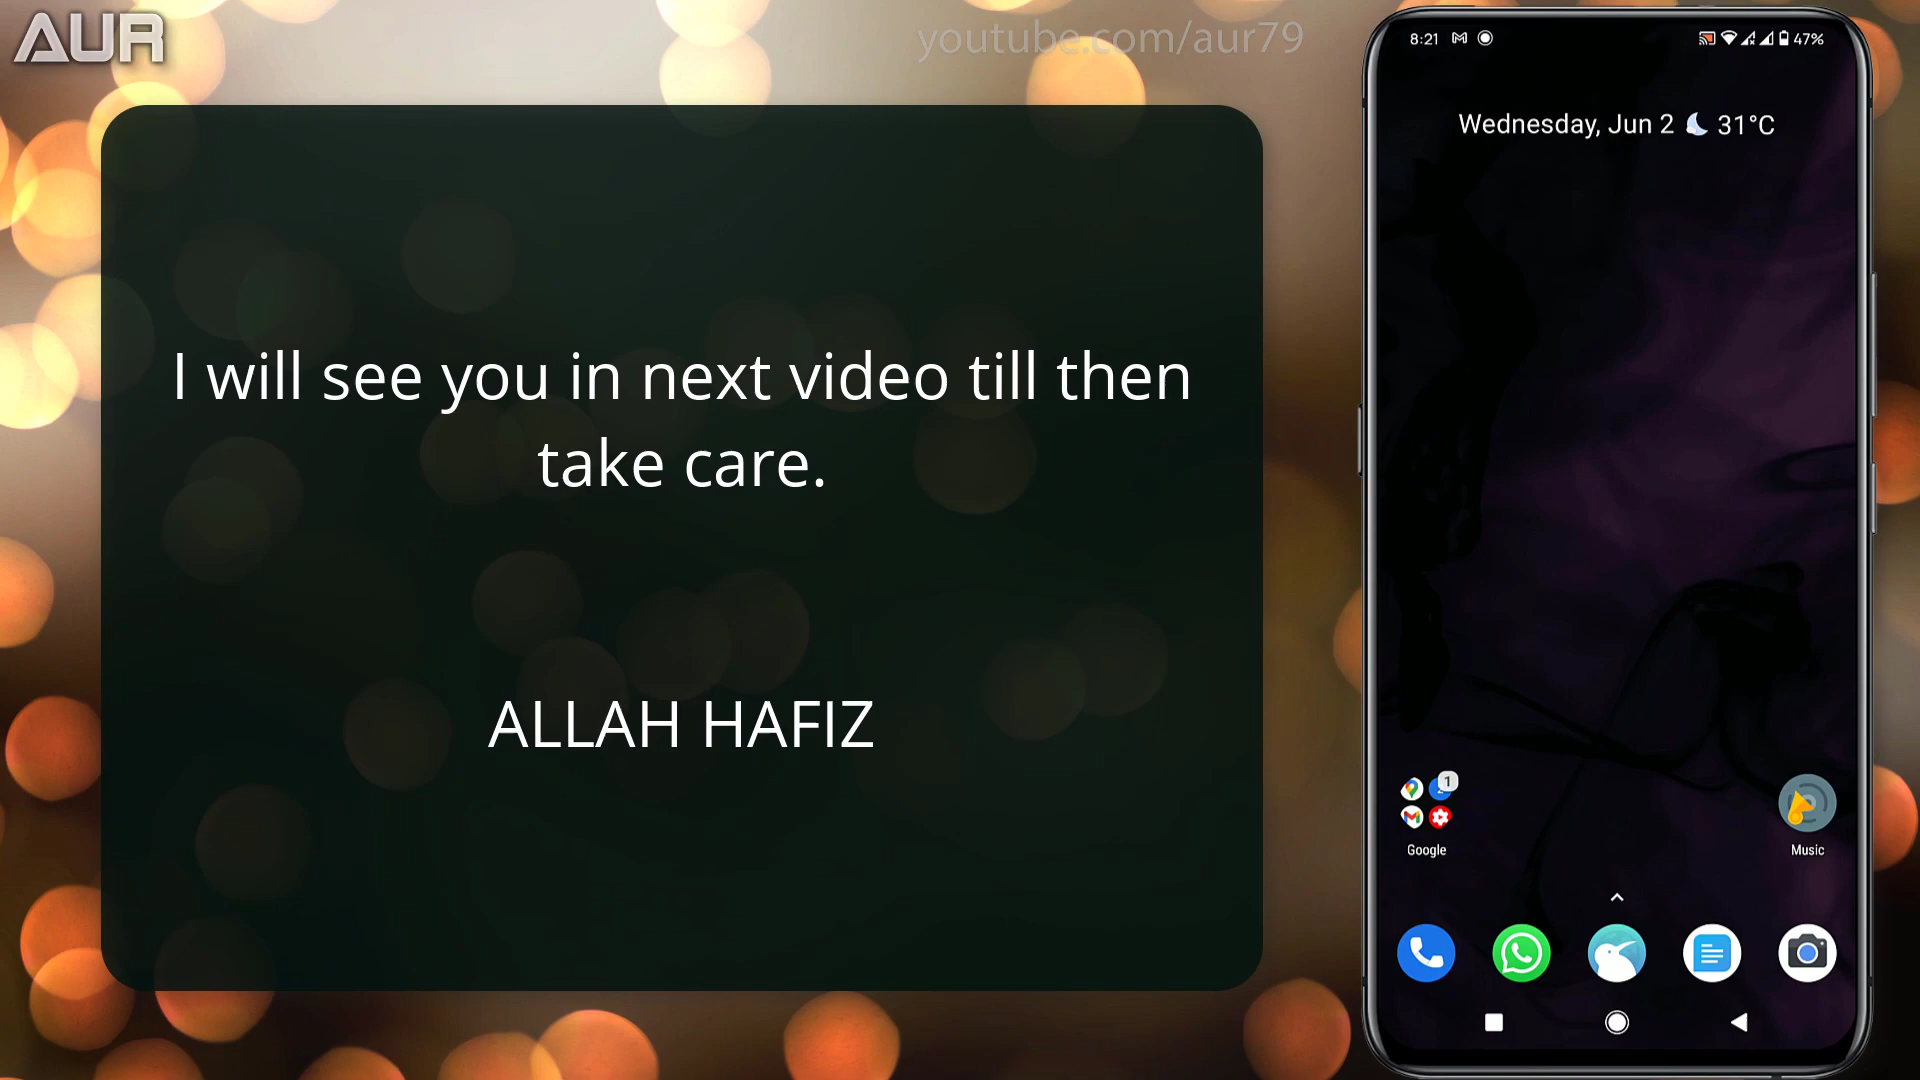 AUR
youtube.com/aur79
I will see you in next video till then
take care.
ALLAH HAFIZ
8:21
47%
Wednesday, Jun 2 31°C
1
Google
Music